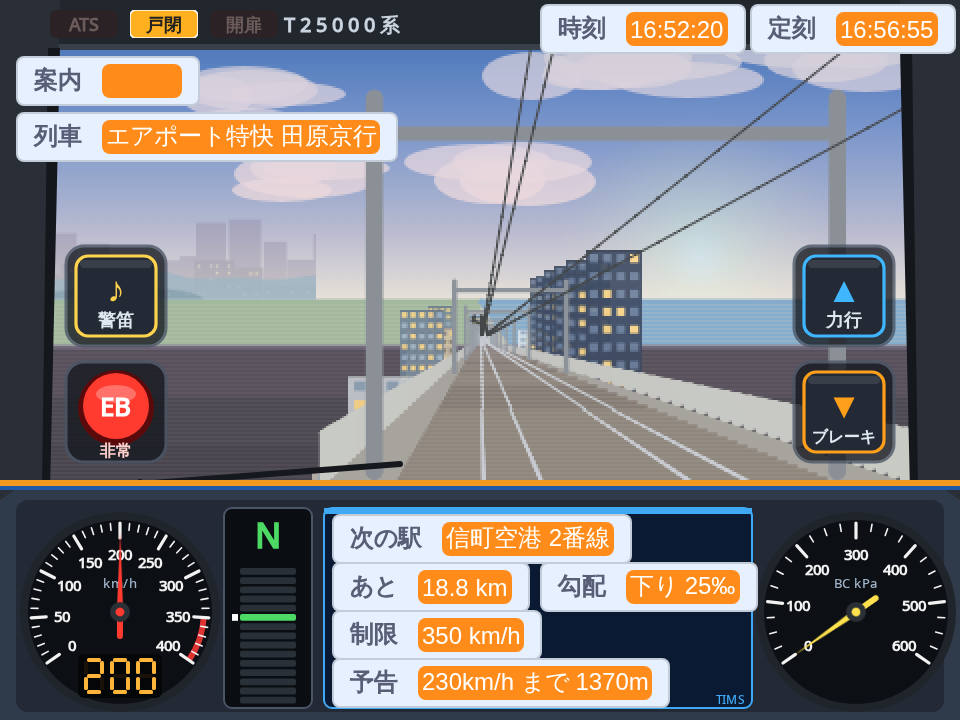 ATS 戸閉 開扉 T25000系
時刻 16:52:20 定刻 16:56:55
案内
列車 エアポート特快 田原京行
♪
警笛
▲
力行
EB
非常
▼
ブレーキ
0 50 100 150 200 250 300 350 400
km/h
200
N
次の駅 信町空港 2番線
あと 18.8 km 勾配 下り 25‰
制限 350 km/h
予告 230km/h まで 1370m
TIMS
0 100 200 300 400 500 600
BC kPa